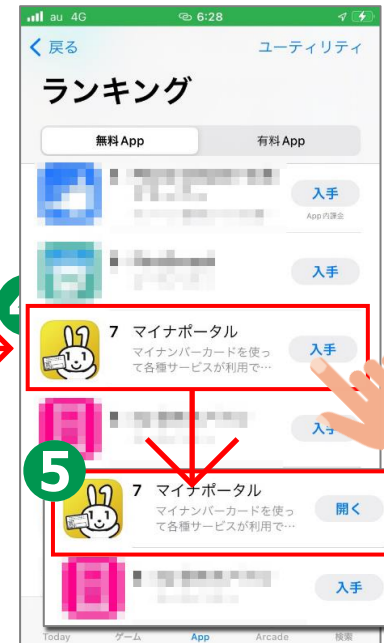 au 4G 6:28
戻る ユーティリティ
ランキング
無料App 有料App
入手
App内課金
入手
7 マイナポータル
マイナンバーカードを使っ
て各種サービスが利用で…
入手
入手
5
7 マイナポータル
マイナンバーカードを使っ
て各種サービスが利用で…
開く
入手
Today ゲーム App Arcade 検索